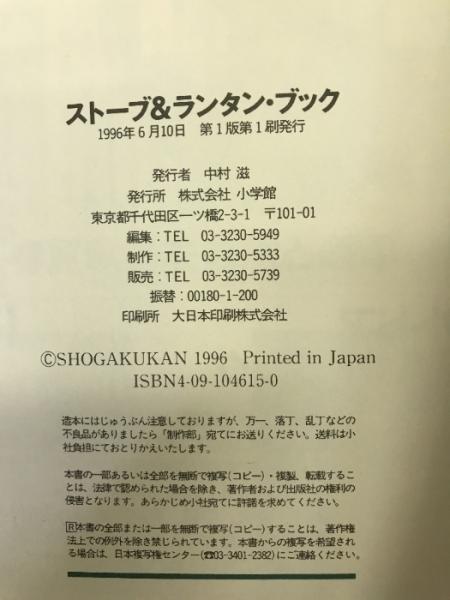 ストーブ&ランタン・ブック
1996年6月10日 第1版第1刷発行
発行者 中村 滋
発行所 株式会社 小学館
東京都千代田区一ツ橋2-3-1 〒101-01
編集:TEL 03-3230-5949
制作:TEL 03-3230-5333
販売:TEL 03-3230-5739
振替:00180-1-200
印刷所 大日本印刷株式会社
©SHOGAKUKAN 1996 Printed in Japan
ISBN4-09-104615-0
造本にはじゅうぶん注意しておりますが、万一、落丁、乱丁などの
不良品がありましたら「制作部」宛てにお送りください。送料は小
社負担にておとりかえいたします。
本書の一部あるいは全部を無断で複写(コピー)・複製、転載するこ
とは、法律で認められた場合を除き、著作者および出版社の権利の
侵害となります。あらかじめ小社宛てに許諾を求めてください。
Ⓡ本書の全部または一部を無断で複写(コピー)することは、著作権
法上での例外を除き禁じられています。本書からの複写を希望され
る場合は、日本複写権センター(☎03-3401-2382)にご連絡ください。